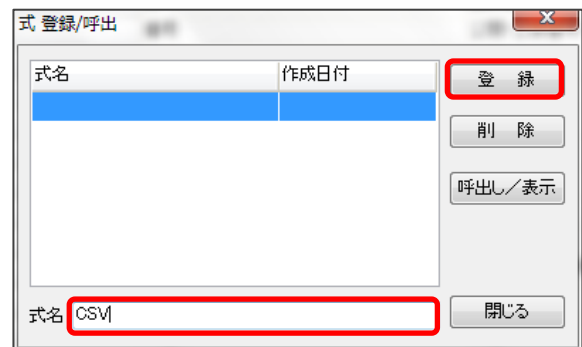 式 登録/呼出
式名 作成日付
登 録
削 除
呼出し/表示
式名 CSV
閉じる